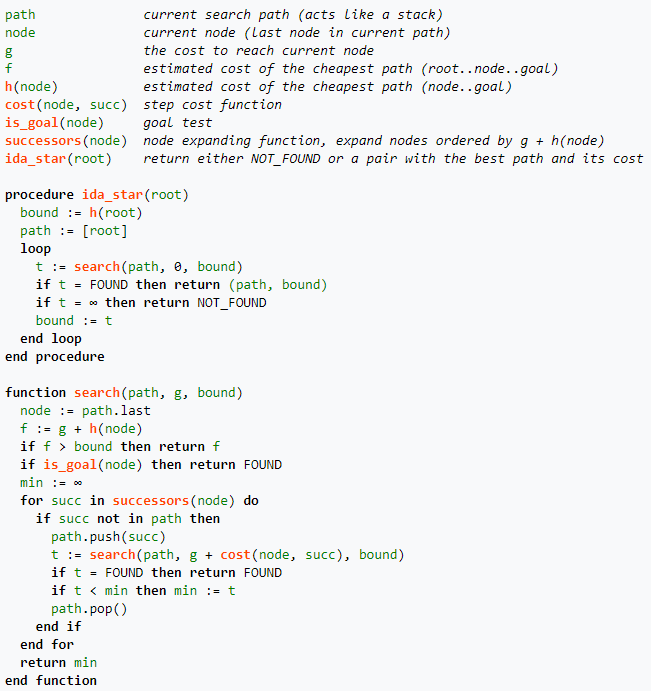 path current search path (acts like a stack)
node current node (last node in current path)
g the cost to reach current node
f estimated cost of the cheapest path (root..node..goal)
h(node) estimated cost of the cheapest path (node..goal)
cost(node, succ) step cost function
is_goal(node) goal test
successors(node) node expanding function, expand nodes ordered by g + h(node)
ida_star(root) return either NOT_FOUND or a pair with the best path and its cost

procedure ida_star(root)
  bound := h(root)
  path := [root]
  loop
    t := search(path, 0, bound)
    if t = FOUND then return (path, bound)
    if t = ∞ then return NOT_FOUND
    bound := t
  end loop
end procedure

function search(path, g, bound)
  node := path.last
  f := g + h(node)
  if f > bound then return f
  if is_goal(node) then return FOUND
  min := ∞
  for succ in successors(node) do
    if succ not in path then
      path.push(succ)
      t := search(path, g + cost(node, succ), bound)
      if t = FOUND then return FOUND
      if t < min then min := t
      path.pop()
    end if
  end for
  return min
end function